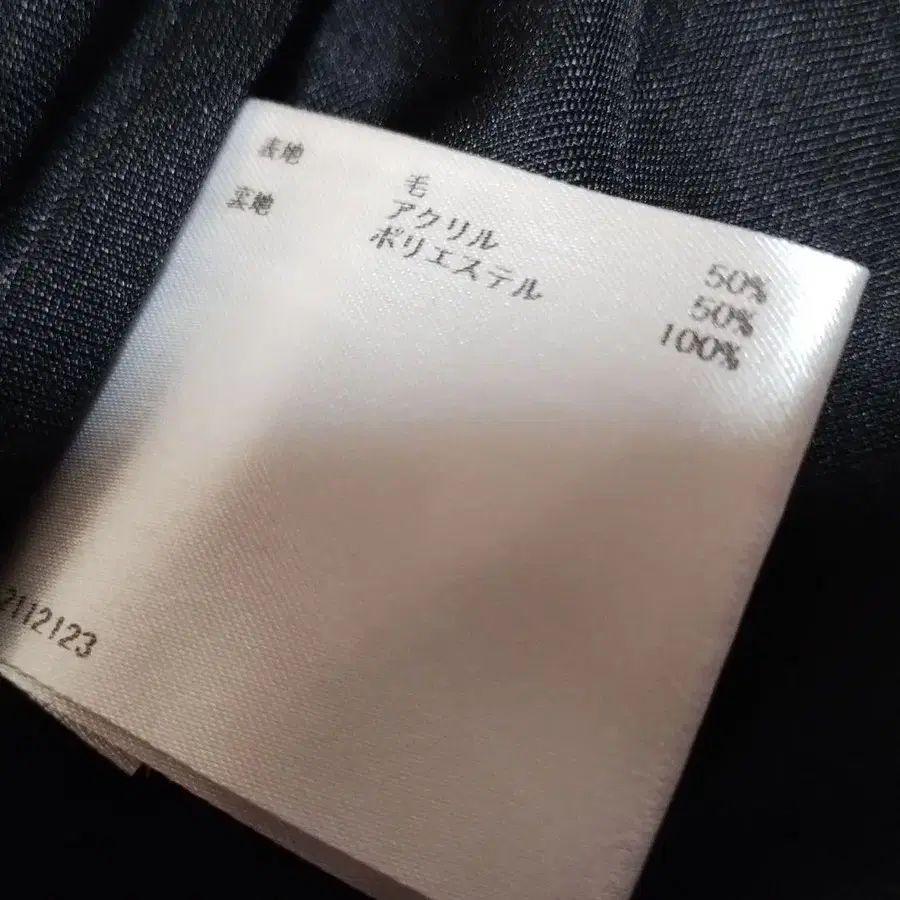 表地 毛 50%
アクリル 50%
裏地 ポリエステル 100%
2112123